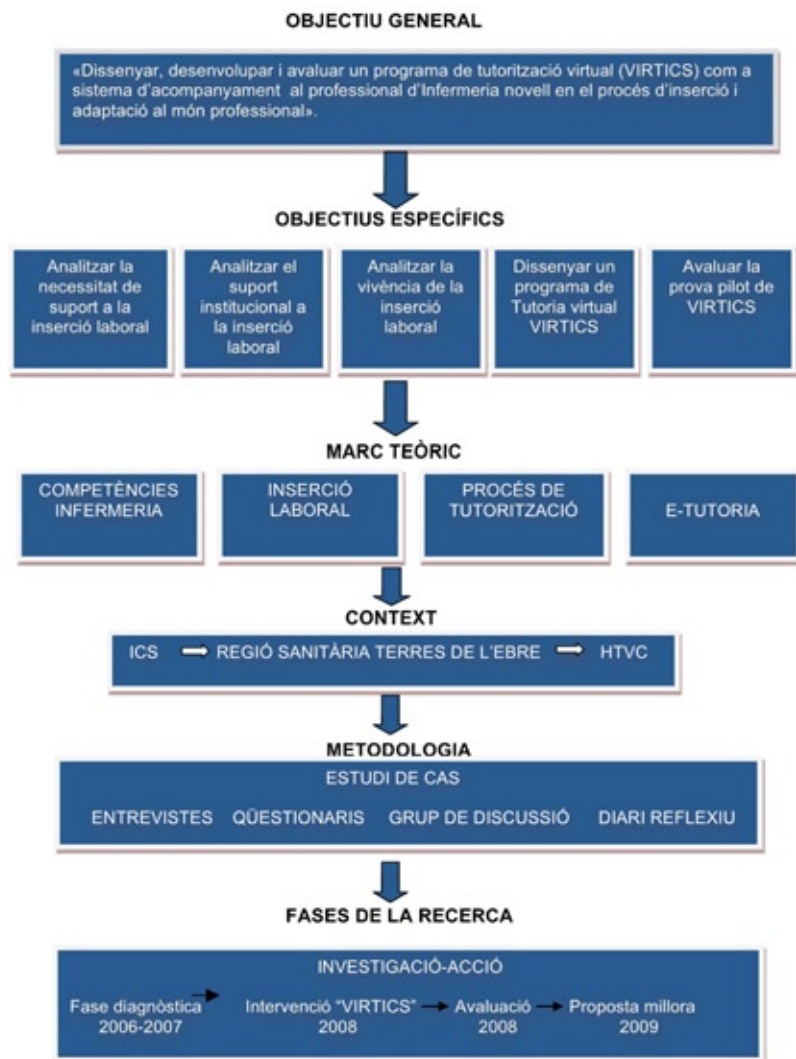 OBJECTIU GENERAL
«Dissenyar, desenvolupar i avaluar un programa de tutorització virtual (VIRTICS) com a
sistema d'acompanyament al professional d'Infermeria novell en el procés d'inserció i
adaptació al món professional».
OBJECTIUS ESPECÍFICS
Analitzar la
necessitat de
suport a la
inserció laboral
Analitzar el
suport
institucional a
la inserció
laboral
Analitzar la
vivència de la
inserció
laboral
Dissenyar un
programa de
Tutoria virtual
VIRTICS
Avaluar la
prova pilot de
VIRTICS
MARC TEÒRIC
COMPETÈNCIES
INFERMERIA
INSERCIÓ
LABORAL
PROCÉS DE
TUTORITZACIÓ
E-TUTORIA
CONTEXT
ICS REGIÓ SANITÀRIA TERRES DE L'EBRE HTVC
METODOLOGIA
ESTUDI DE CAS
ENTREVISTES QÜESTIONARIS GRUP DE DISCUSSIÓ DIARI REFLEXIU
FASES DE LA RECERCA
INVESTIGACIÓ-ACCIÓ
Fase diagnòstica
2006-2007
Intervenció "VIRTICS"
2008
Avaluació
2008
Proposta millora
2009